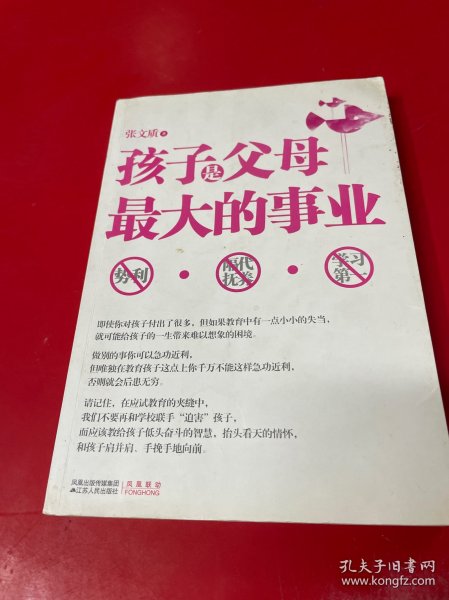 张文质 著
孩子是父母
最大的事业
势利 · 隔代抚养 · 学习第一
即使你对孩子付出了很多，但如果教育中有一点小小的失当，
就可能给孩子的一生带来难以想象的困境。
做别的事你可以急功近利，
但唯独在教育孩子这点上你千万不能这样急功近利，
否则就会后患无穷。
请记住，在应试教育的夹缝中，
我们不要再和学校联手“迫害”孩子，
而应该教给孩子低头奋斗的智慧，抬头看天的情怀，
和孩子肩并肩、手挽手地向前。
凤凰出版传媒集团
江苏人民出版社
凤凰联动
FONGHONG
孔夫子旧书网
www.kongfz.com